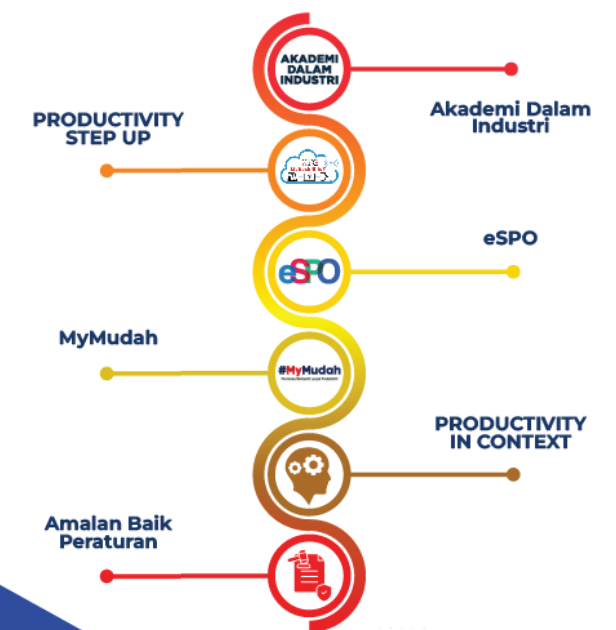 AKADEMI
DALAM
INDUSTRI
Akademi Dalam
Industri
PRODUCTIVITY
STEP UP
eSPO
eSPO
MyMudah
#MyMudah
PRODUCTIVITY
IN CONTEXT
Amalan Baik
Peraturan